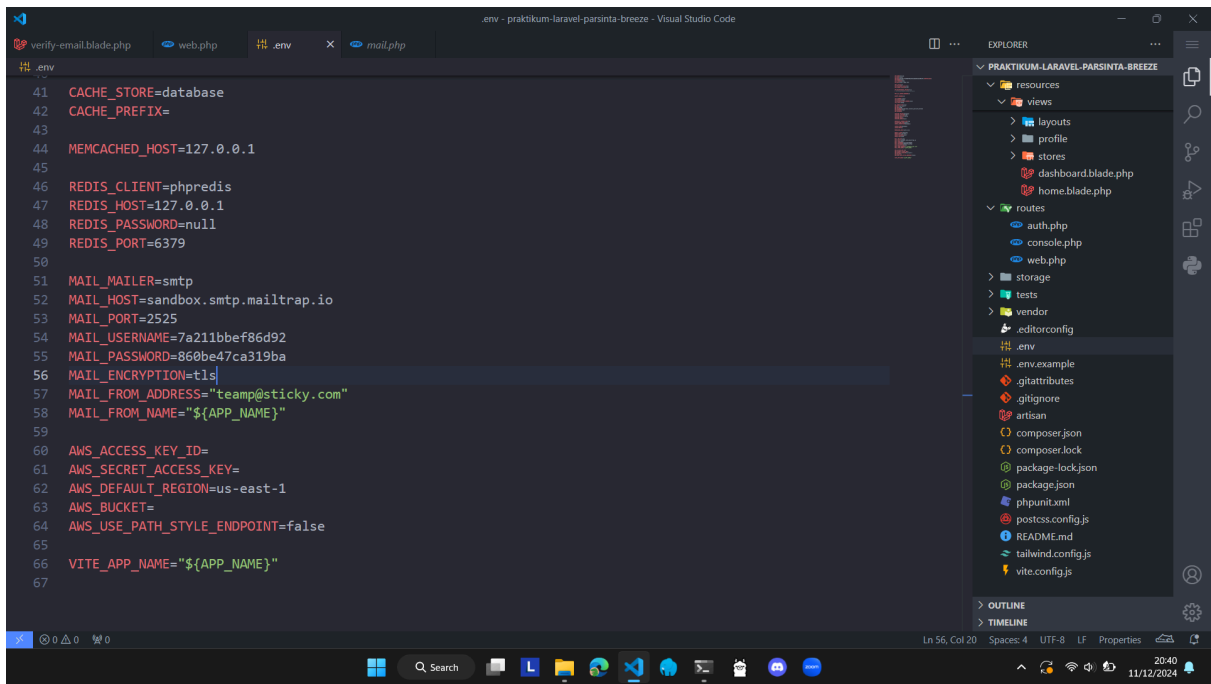 .env - praktikum-laravel-parsinta-breeze - Visual Studio Code
verify-email.blade.php web.php .env mail.php
.env
41 CACHE_STORE=database
42 CACHE_PREFIX=
43
44 MEMCACHED_HOST=127.0.0.1
45
46 REDIS_CLIENT=phpredis
47 REDIS_HOST=127.0.0.1
48 REDIS_PASSWORD=null
49 REDIS_PORT=6379
50
51 MAIL_MAILER=smtp
52 MAIL_HOST=sandbox.smtp.mailtrap.io
53 MAIL_PORT=2525
54 MAIL_USERNAME=7a211bbef86d92
55 MAIL_PASSWORD=860be47ca319ba
56 MAIL_ENCRYPTION=tls
57 MAIL_FROM_ADDRESS="teamp@sticky.com"
58 MAIL_FROM_NAME="${APP_NAME}"
59
60 AWS_ACCESS_KEY_ID=
61 AWS_SECRET_ACCESS_KEY=
62 AWS_DEFAULT_REGION=us-east-1
63 AWS_BUCKET=
64 AWS_USE_PATH_STYLE_ENDPOINT=false
65
66 VITE_APP_NAME="${APP_NAME}"
67
EXPLORER
PRAKTIKUM-LARAVEL-PARSINTA-BREEZE
resources
views
layouts
profile
stores
dashboard.blade.php
home.blade.php
routes
auth.php
console.php
web.php
storage
tests
vendor
.editorconfig
.env
.env.example
.gitattributes
.gitignore
artisan
composer.json
composer.lock
package-lock.json
package.json
phpunit.xml
postcss.config.js
README.md
tailwind.config.js
vite.config.js
OUTLINE
TIMELINE
0 0 0 Ln 56, Col 20 Spaces: 4 UTF-8 LF Properties
Search L zoom 20:40
11/12/2024